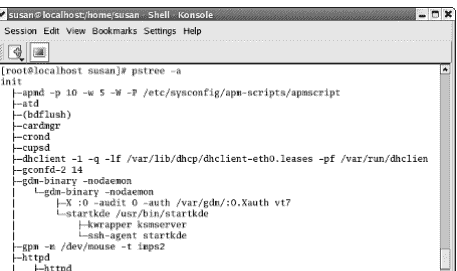 susan@localhost:/home/susan - Shell - Konsole
Session Edit View Bookmarks Settings Help
[root@localhost susan]# pstree -a
init
├─apmd -p 10 -w 5 -W -P /etc/sysconfig/apm-scripts/apmscript
├─atd
├─(bdflush)
├─cardmgr
├─crond
├─cupsd
├─dhclient -1 -q -lf /var/lib/dhcp/dhclient-eth0.leases -pf /var/run/dhclien
├─gconfd-2 14
├─gdm-binary -nodaemon
│   └─gdm-binary -nodaemon
│       ├─X :0 -audit 0 -auth /var/gdm/:0.Xauth vt7
│       └─startkde /usr/bin/startkde
│           ├─kwrapper ksmserver
│           └─ssh-agent startkde
├─gpm -m /dev/mouse -t imps2
├─httpd
│   ├─httpd